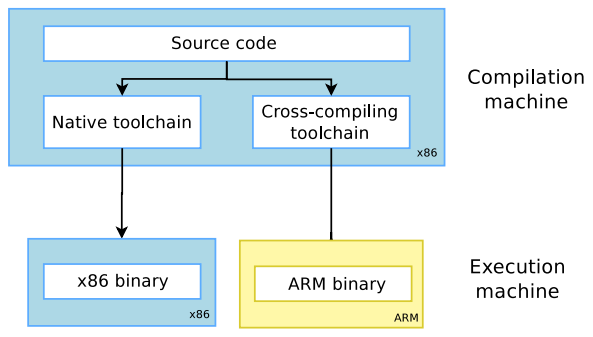 Source code
Compilation
machine
Native toolchain
Cross-compiling
toolchain
x86
Execution
machine
x86 binary
x86
ARM binary
ARM